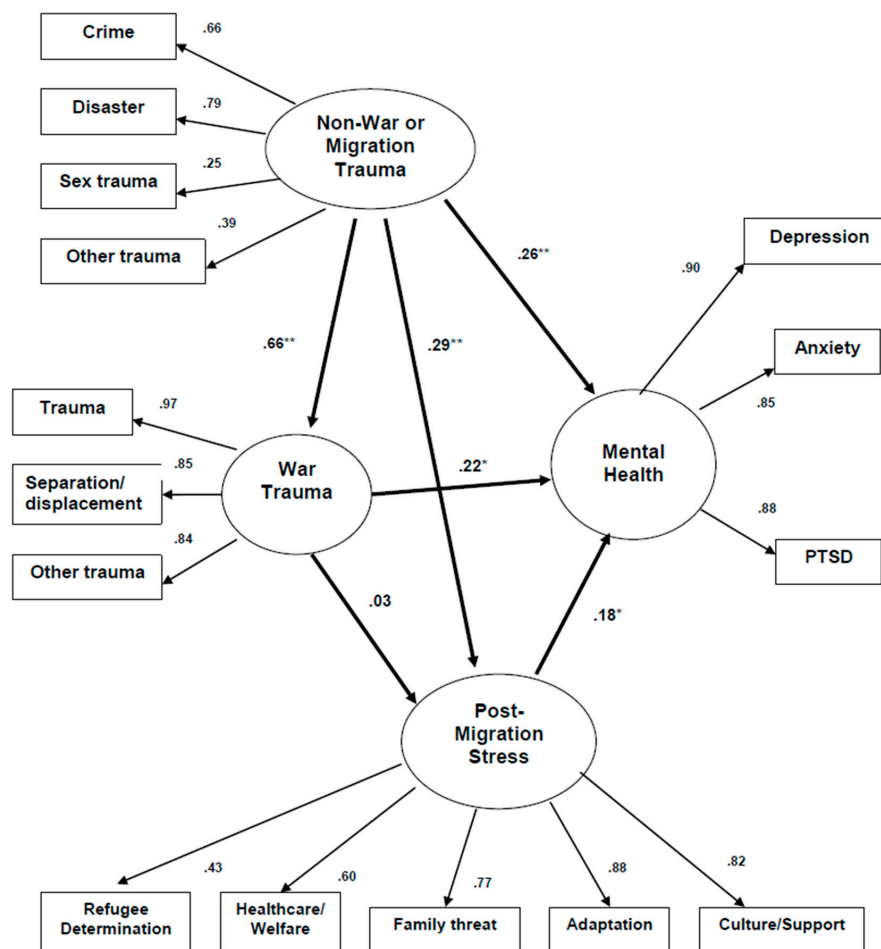 Crime
.66
Disaster
.79
Non-War or
Migration
Trauma
Sex trauma
.25
Other trauma
.39
Depression
.26**
.90
.66**
.29**
Anxiety
.85
Trauma
.97
War
Trauma
Mental
Health
.22*
Separation/
displacement
.85
Other trauma
.84
.88
PTSD
.03
.18*
Post-
Migration
Stress
.43
.60
.77
.88
.82
Refugee
Determination
Healthcare/
Welfare
Family threat
Adaptation
Culture/Support